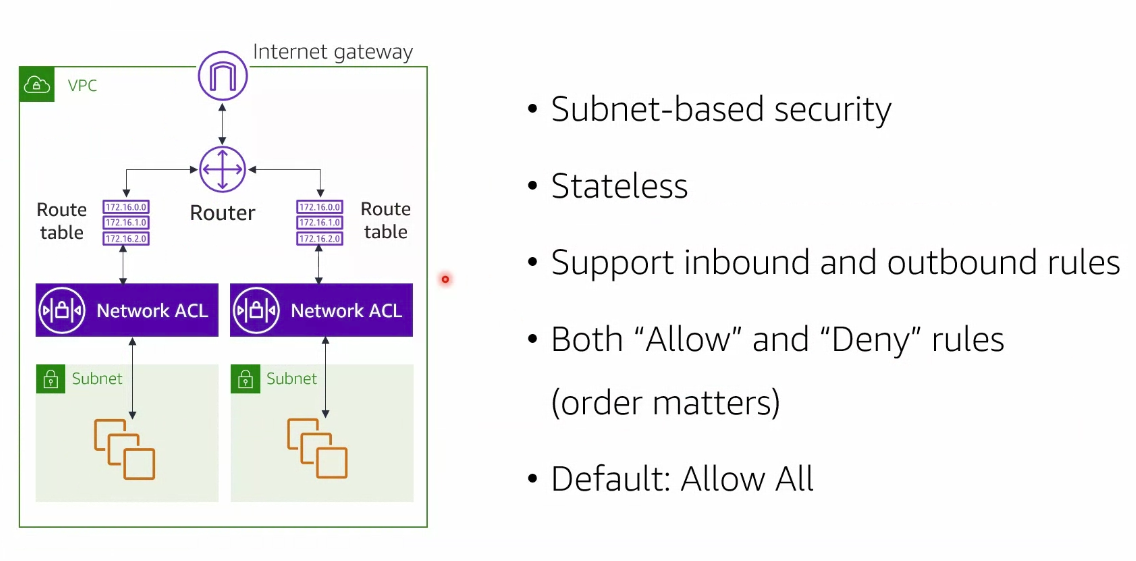 Internet gateway
VPC
Router
Route
table
172.16.0.0
172.16.1.0
172.16.2.0
172.16.0.0
172.16.1.0
172.16.2.0
Route
table
Network ACL
Network ACL
Subnet
Subnet
• Subnet-based security
• Stateless
• Support inbound and outbound rules
• Both “Allow” and “Deny” rules
(order matters)
• Default: Allow All